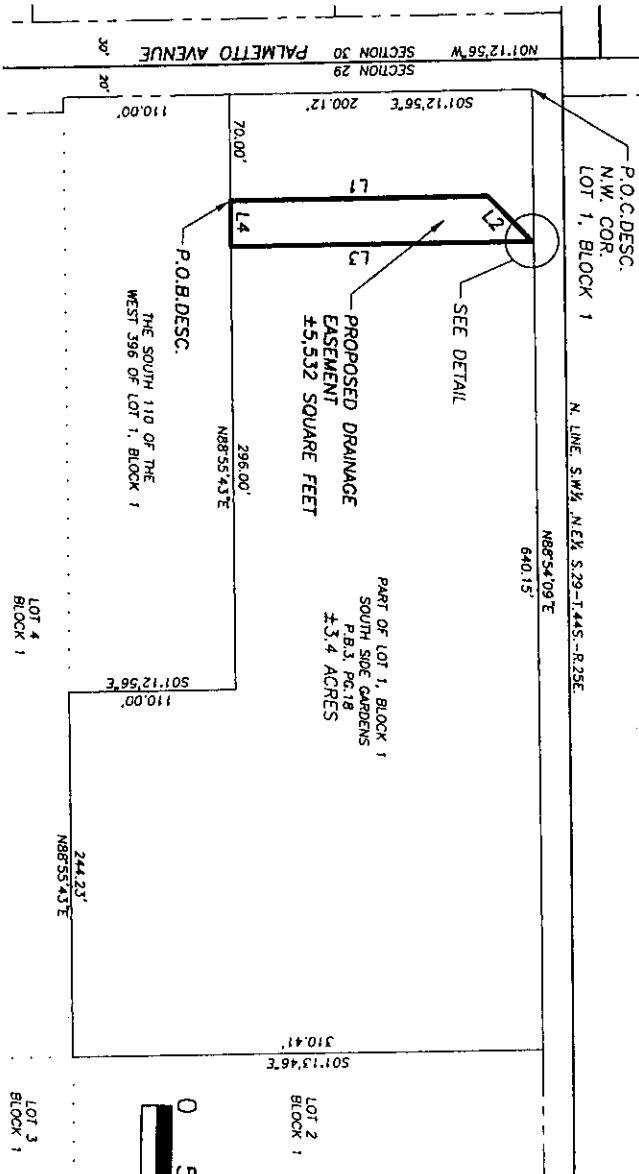 P.O.C.DESC.
N.W. COR.
LOT 1, BLOCK 1
N. LINE, S.W¼ ,N.E¼ S.29-T.44S.-R.25E.
N88°54'09"E
640.15'
N01°12'56"W
SECTION 30
SECTION 29
PALMETTO AVENUE
30'
20'
S01°12'56"E
200.12'
110.00'
70.00'
L1
L2
L3
L4
SEE DETAIL
PROPOSED DRAINAGE
EASEMENT
±5,532 SQUARE FEET
P.O.B.DESC.
296.00'
N88°55'43"E
THE SOUTH 110 OF THE
WEST 396 OF LOT 1, BLOCK 1
PART OF LOT 1, BLOCK 1
SOUTH SIDE GARDENS
P.B.3, PG.18
±3.4 ACRES
S01°12'56"E
110.00'
LOT 4
BLOCK 1
244.23'
N88°55'43"E
310.41'
S01°13'46"E
LOT 2
BLOCK 1
LOT 3
BLOCK 1
0